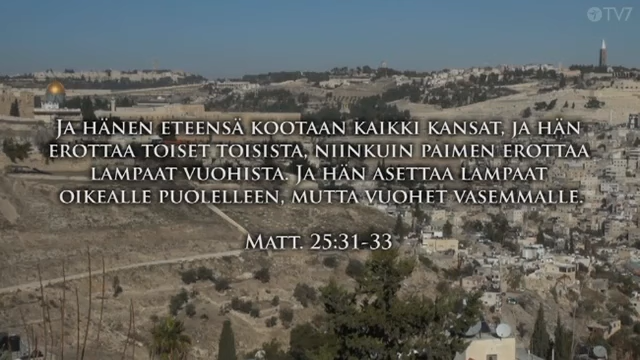 TV7
JA HÄNEN ETEENSÄ KOOTAAN KAIKKI KANSAT, JA HÄN
EROTTAA TOISET TOISISTA, NIINKUIN PAIMEN EROTTAA
LAMPAAT VUOHISTA. JA HÄN ASETTAA LAMPAAT
OIKEALLE PUOLELLEEN, MUTTA VUOHET VASEMMALLE.
MATT. 25:31-33